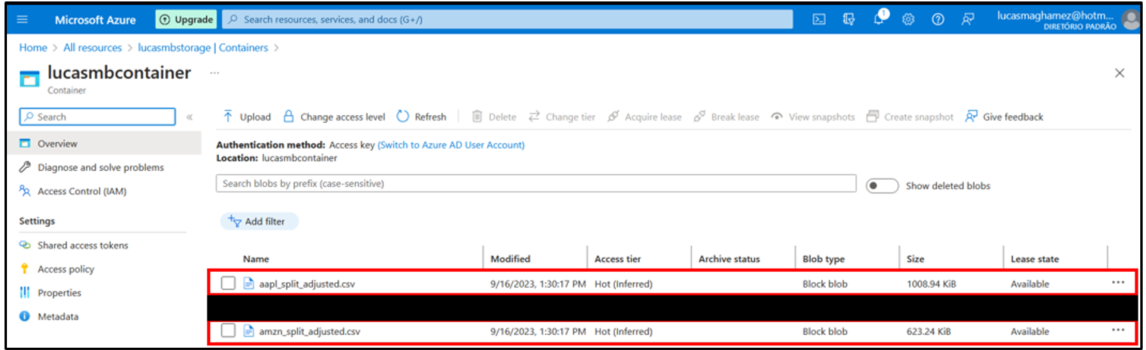 Microsoft Azure Upgrade Search resources, services, and docs (G+/) lucasmaghamez@hotm...
DIRETÓRIO PADRÃO
Home > All resources > lucasmbstorage | Containers >
lucasmbcontainer ...
Container
Search «
Upload Change access level Refresh Delete Change tier Acquire lease Break lease View snapshots Create snapshot Give feedback
Overview
Diagnose and solve problems
Access Control (IAM)
Settings
Shared access tokens
Access policy
Properties
Metadata
Authentication method: Access key (Switch to Azure AD User Account)
Location: lucasmbcontainer
Search blobs by prefix (case-sensitive) Show deleted blobs
Add filter
Name Modified Access tier Archive status Blob type Size Lease state
aapl_split_adjusted.csv 9/16/2023, 1:30:17 PM Hot (Inferred) Block blob 1008.94 KiB Available ...
amzn_split_adjusted.csv 9/16/2023, 1:30:17 PM Hot (Inferred) Block blob 623.24 KiB Available ...